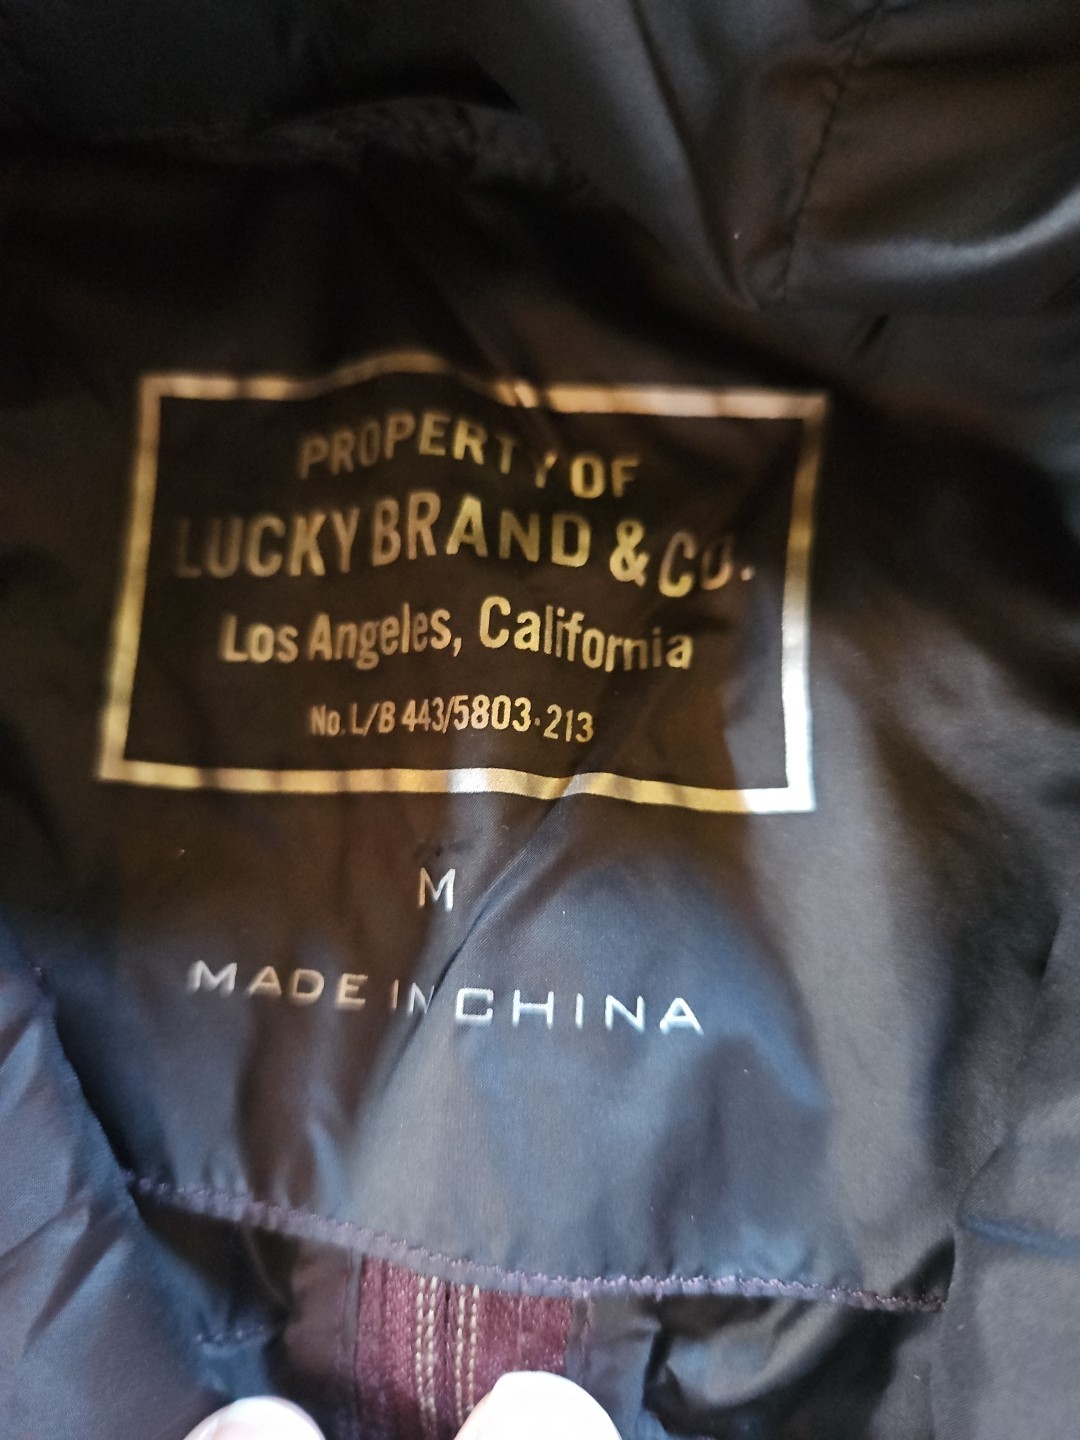 PROPERTY OF
LUCKY BRAND & CO.
Los Angeles, California
No. L/B 443/5803-213
M
MADE IN CHINA